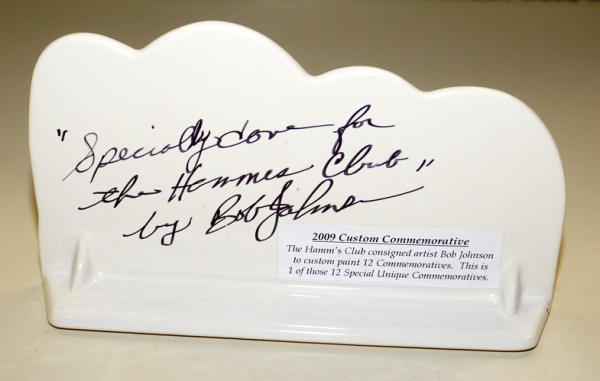 "Specially done for
the Hammes Club"
by Bob Johnson
2009 Custom Commemorative
The Hamm's Club consigned artist Bob Johnson
to custom paint 12 Commemoratives. This is
1 of those 12 Special Unique Commemoratives.